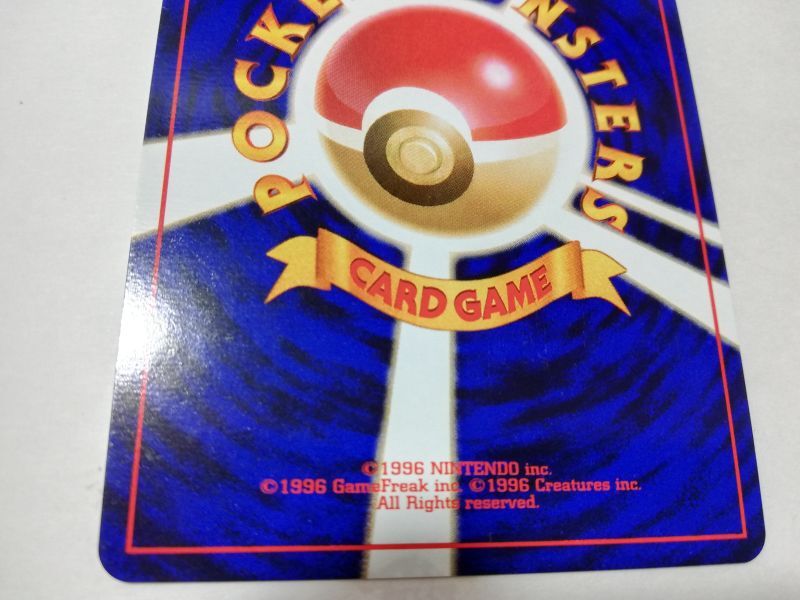 POCKE
NSTERS
CARD GAME
©1996 NINTENDO inc.
©1996 GameFreak inc. ©1996 Creatures inc.
All Rights reserved.